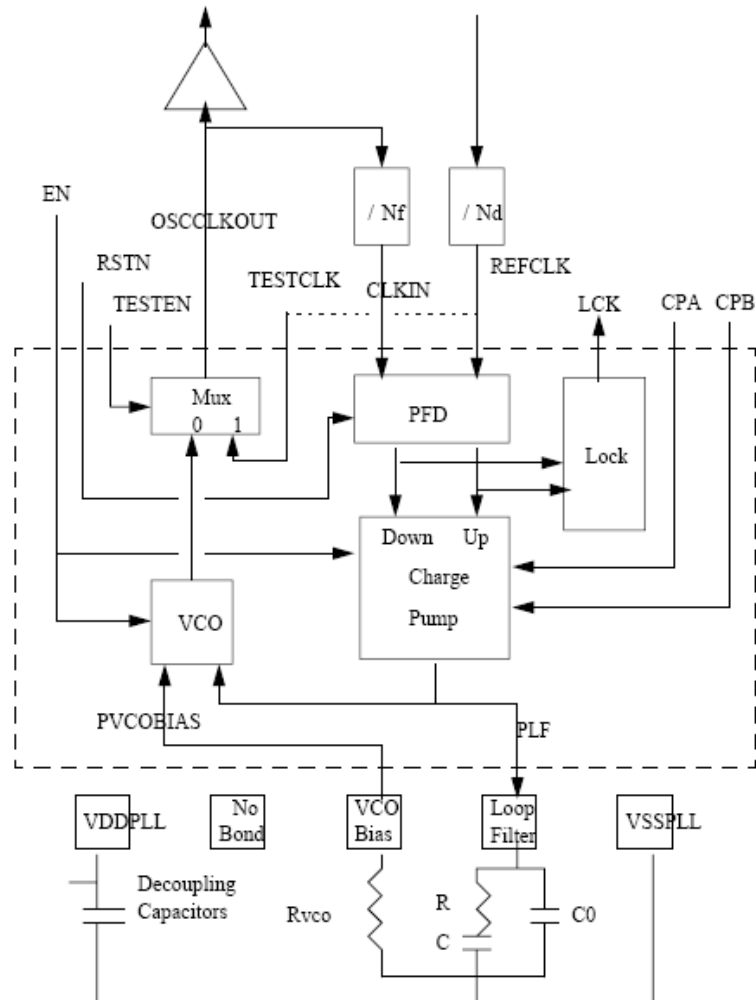 EN
/ Nf
/ Nd
OSCCLKOUT
RSTN
TESTCLK
REFCLK
CLKIN
TESTEN
LCK
CPA
CPB
Mux
0 1
PFD
Lock
Down Up
Charge
Pump
VCO
PVCOBIAS
PLF
VDDPLL
No
Bond
VCO
Bias
Loop
Filter
VSSPLL
Decoupling
Capacitors
Rvco
R
C
C0